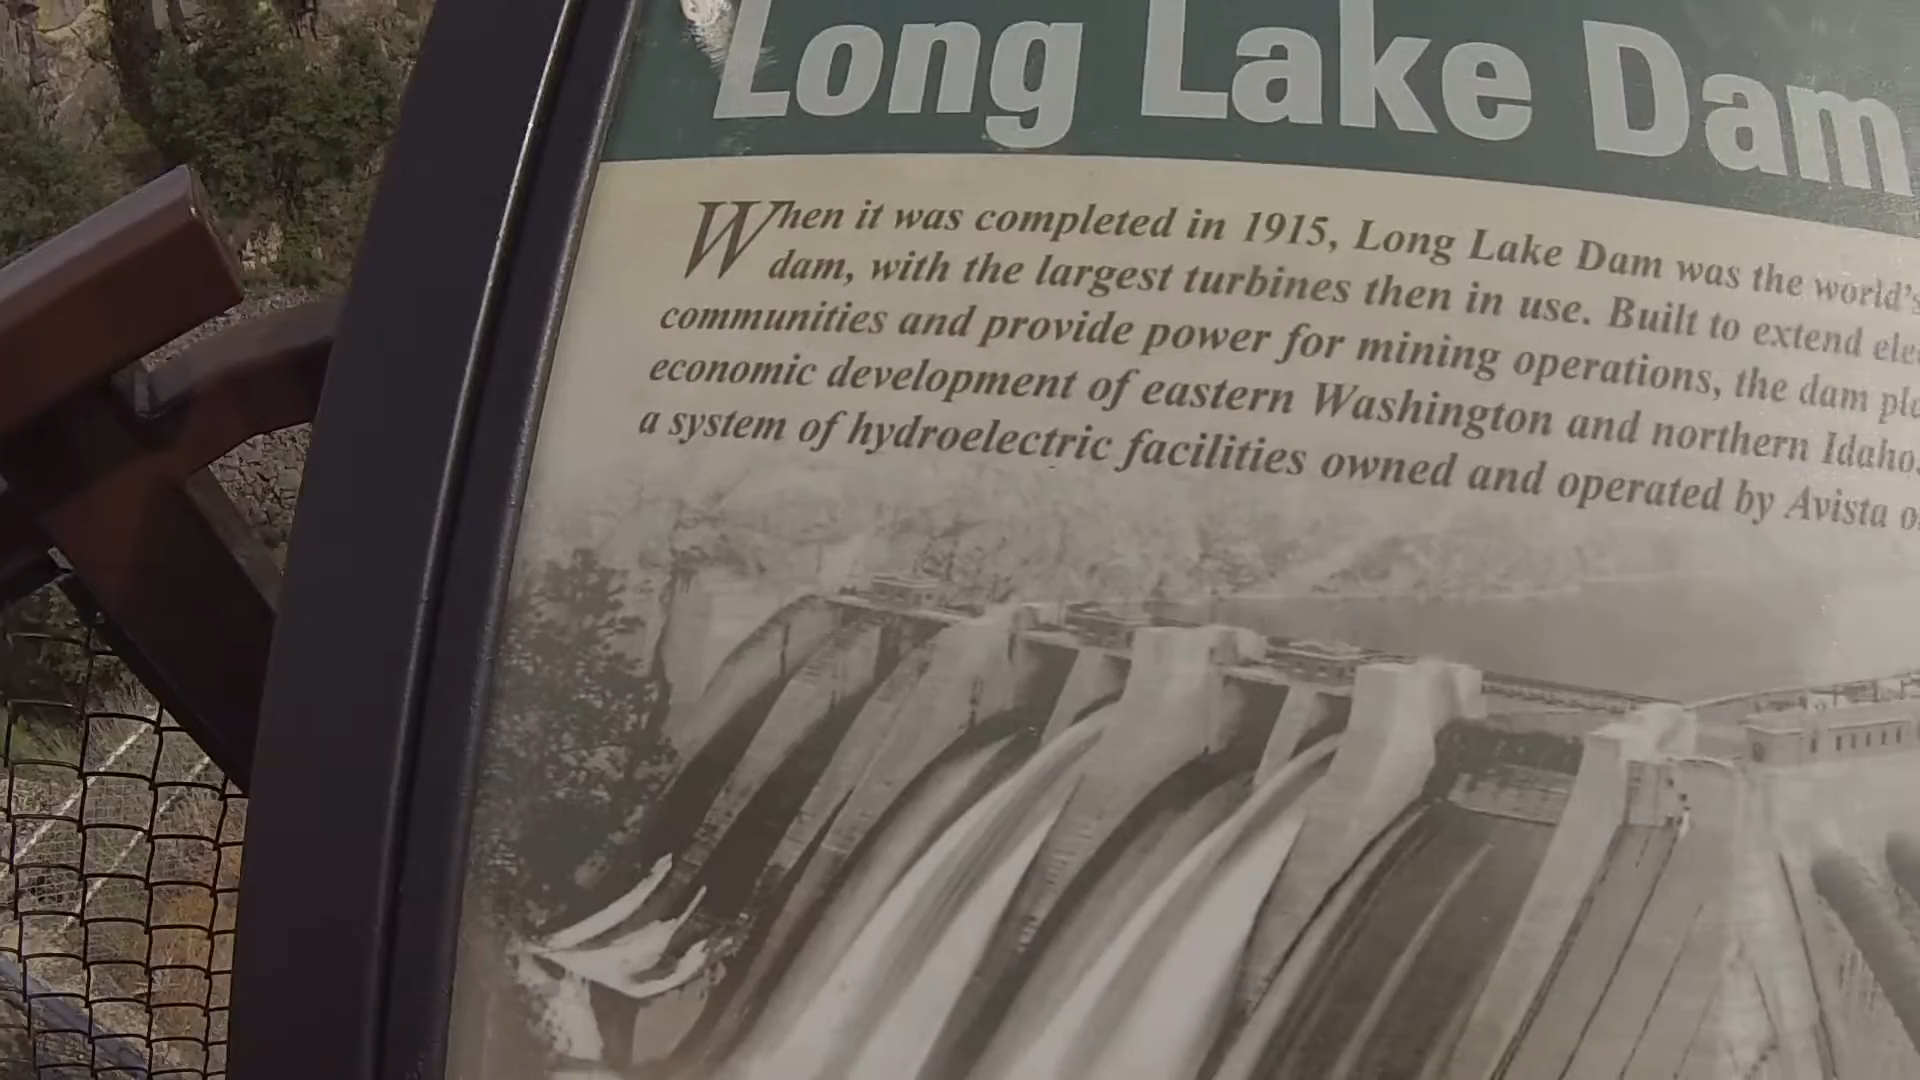 Long Lake Dam
When it was completed in 1915, Long Lake Dam was the world's
dam, with the largest turbines then in use. Built to extend
communities and provide power for mining operations, the dam
economic development of eastern Washington and northern Idaho.
a system of hydroelectric facilities owned and operated by Avista